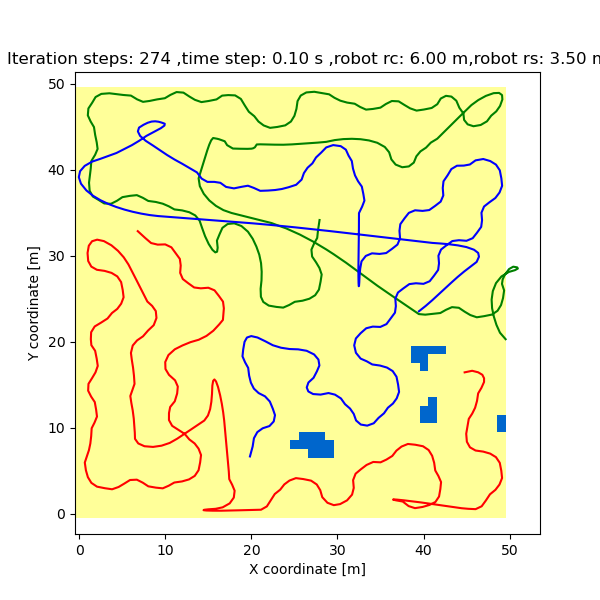 Iteration steps: 274 ,time step: 0.10 s ,robot rc: 6.00 m,robot rs: 3.50 m
50
40
30
20
10
0
Y coordinate [m]
0 10 20 30 40 50
X coordinate [m]